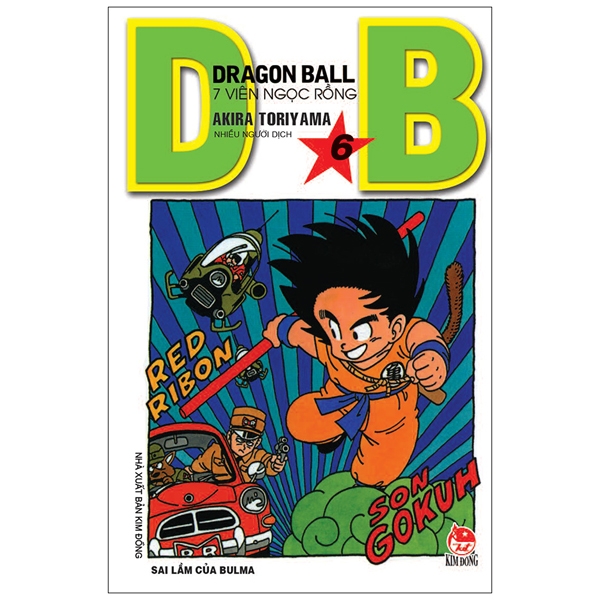 D B
DRAGON BALL
7 VIÊN NGỌC RỒNG
AKIRA TORIYAMA
NHIỀU NGƯỜI DỊCH
6
RED
RIBON
SON
GOKUH
RR
NHÀ XUẤT BẢN KIM ĐỒNG
SAI LẦM CỦA BULMA
KIM ĐỒNG